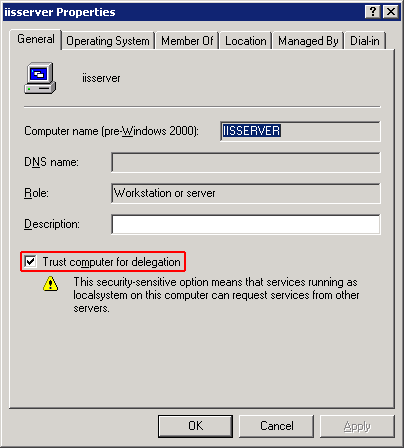 iisserver Properties
General
Operating System
Member Of
Location
Managed By
Dial-in
iisserver
Computer name (pre-Windows 2000):
IISSERVER
DNS name:
Role:
Workstation or server
Description:
Trust computer for delegation
This security-sensitive option means that services running as
localsystem on this computer can request services from other
servers.
OK
Cancel
Apply